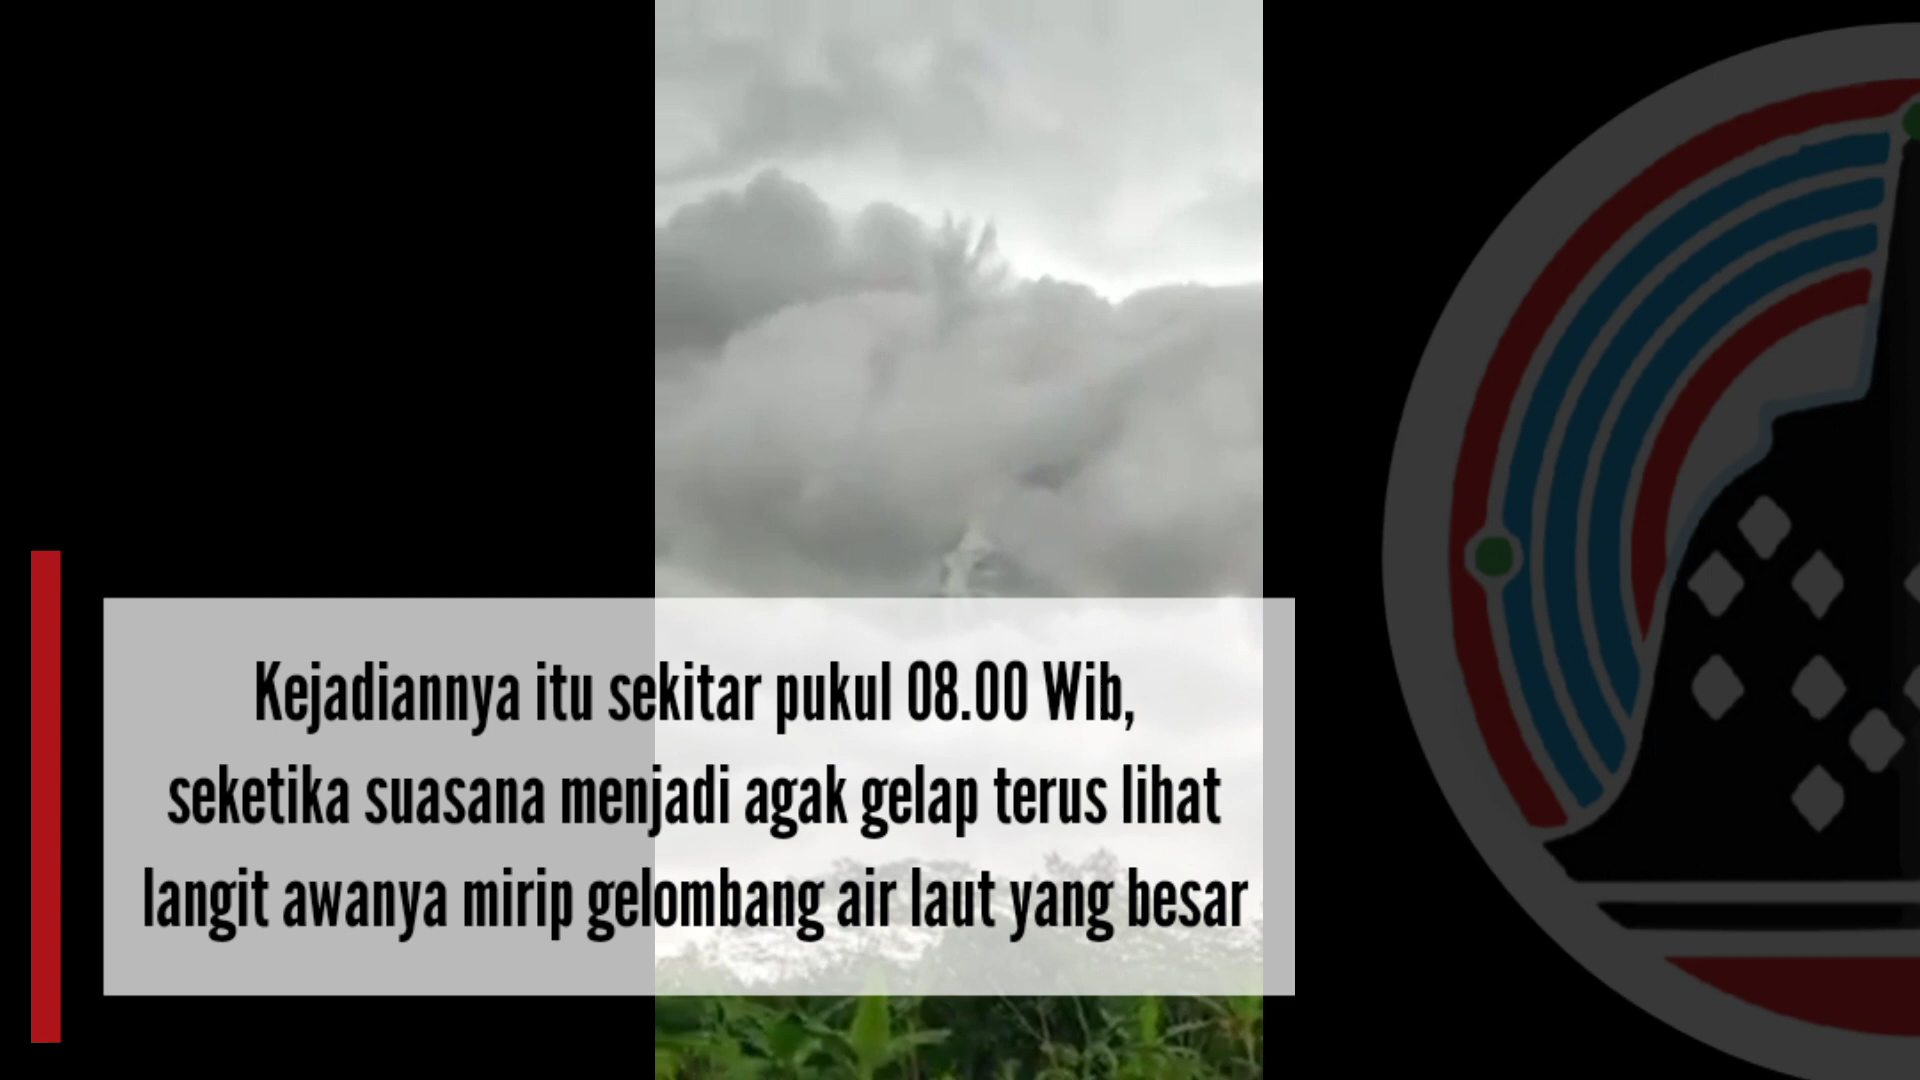 Kejadiannya itu sekitar pukul 08.00 Wib,
seketika suasana menjadi agak gelap terus lihat
langit awanya mirip gelombang air laut yang besar